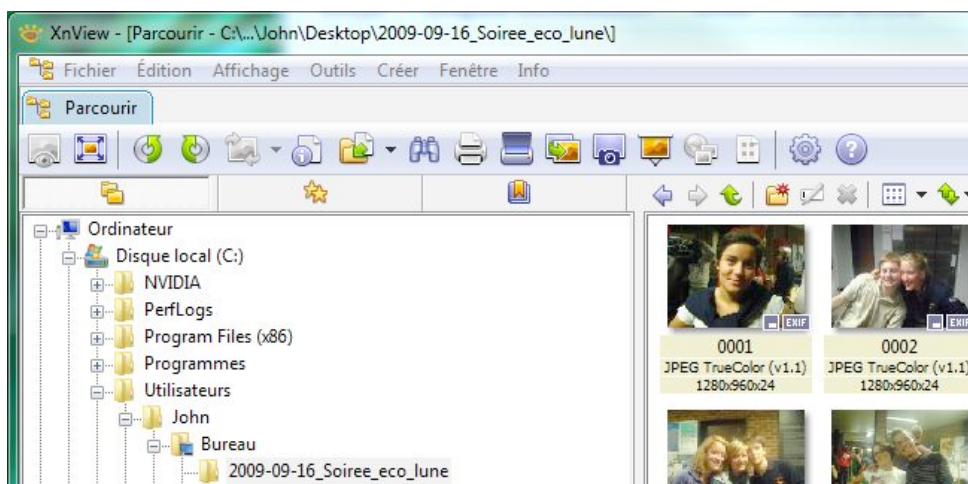 XnView - [Parcourir - C:\...\John\Desktop\2009-09-16_Soiree_eco_lune\]
Fichier Édition Affichage Outils Créer Fenêtre Info
Parcourir
Ordinateur
Disque local (C:)
NVIDIA
PerfLogs
Program Files (x86)
Programmes
Utilisateurs
John
Bureau
2009-09-16_Soiree_eco_lune
EXIF EXIF
0001 0002
JPEG TrueColor (v1.1) JPEG TrueColor (v1.1)
1280x960x24 1280x960x24